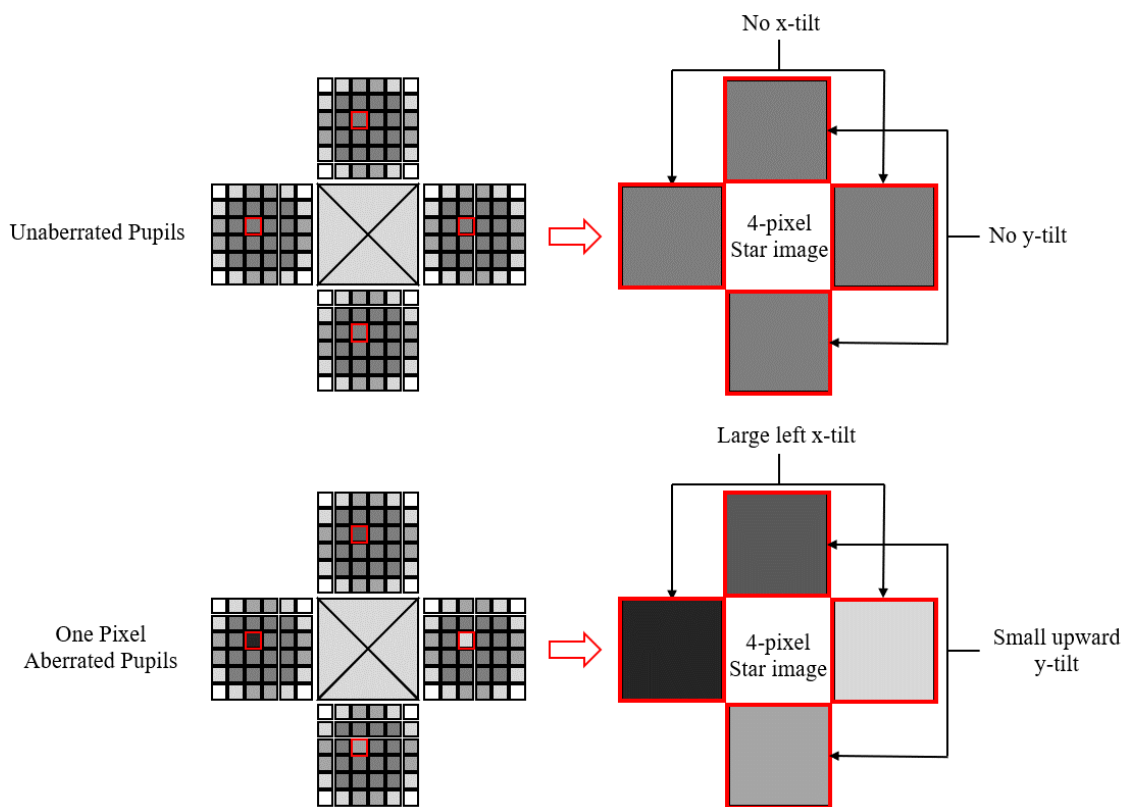 No x-tilt
Unaberrated Pupils
4-pixel
Star image
No y-tilt
Large left x-tilt
One Pixel
Aberrated Pupils
4-pixel
Star image
Small upward
y-tilt